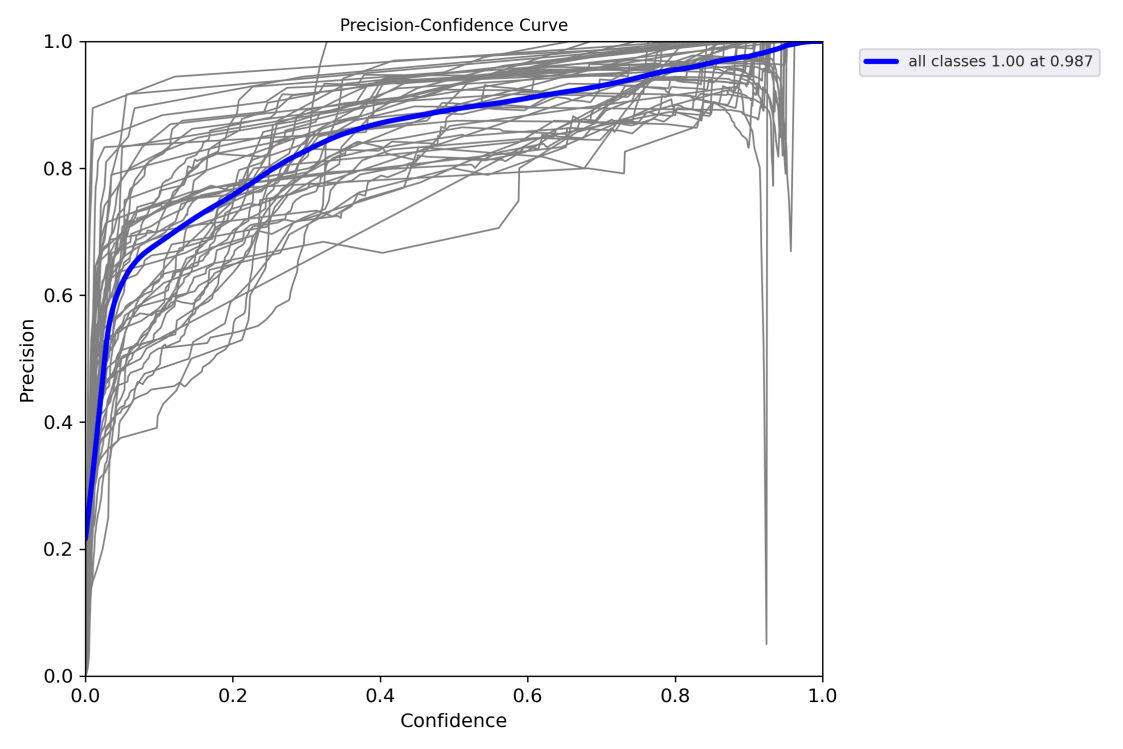 Precision-Confidence Curve
1.0
all classes 1.00 at 0.987
0.8
0.6
Precision
0.4
0.2
0.0
0.0 0.2 0.4 0.6 0.8 1.0
Confidence